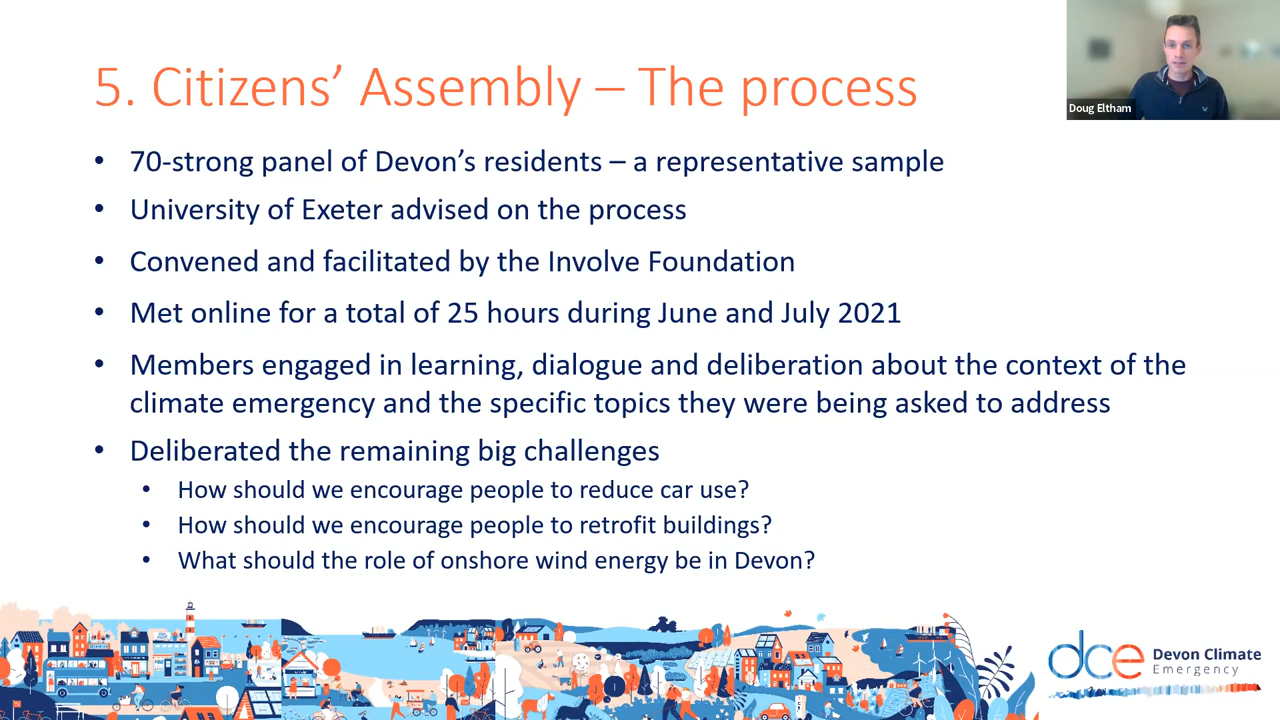 5. Citizens’ Assembly – The process
Doug Eltham
• 70-strong panel of Devon’s residents – a representative sample
• University of Exeter advised on the process
• Convened and facilitated by the Involve Foundation
• Met online for a total of 25 hours during June and July 2021
• Members engaged in learning, dialogue and deliberation about the context of the
climate emergency and the specific topics they were being asked to address
• Deliberated the remaining big challenges
• How should we encourage people to reduce car use?
• How should we encourage people to retrofit buildings?
• What should the role of onshore wind energy be in Devon?
dce Devon Climate
Emergency